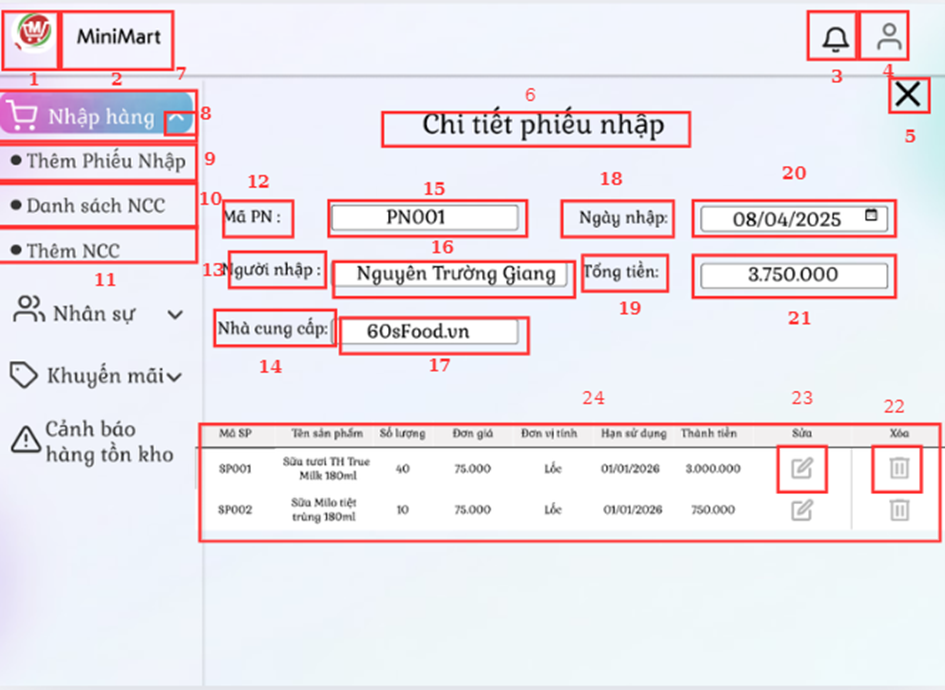 MiniMart
1
2
7
3
4
Nhập hàng
8
6
Chi tiết phiếu nhập
5
Thêm Phiếu Nhập
9
Danh sách NCC
10
Thêm NCC
11
12
Mã PN :
15
PN001
18
Ngày nhập:
20
08/04/2025
13
Người nhập :
16
Nguyên Trường Giang
Tổng tiền:
19
3.750.000
21
Nhà cung cấp:
14
60sFood.vn
17
Nhân sự
Khuyến mãi
Cảnh báo
hàng tồn kho
24
23
22
Mã SP Tên sản phẩm Số lượng Đơn giá Đơn vị tính Hạn sử dụng Thành tiền Sửa Xóa
SP001 Sữa tươi TH True Milk 180ml 40 75.000 Lốc 01/01/2026 3.000.000
SP002 Sữa Milo tiệt trùng 180ml 10 75.000 Lốc 01/01/2026 750.000